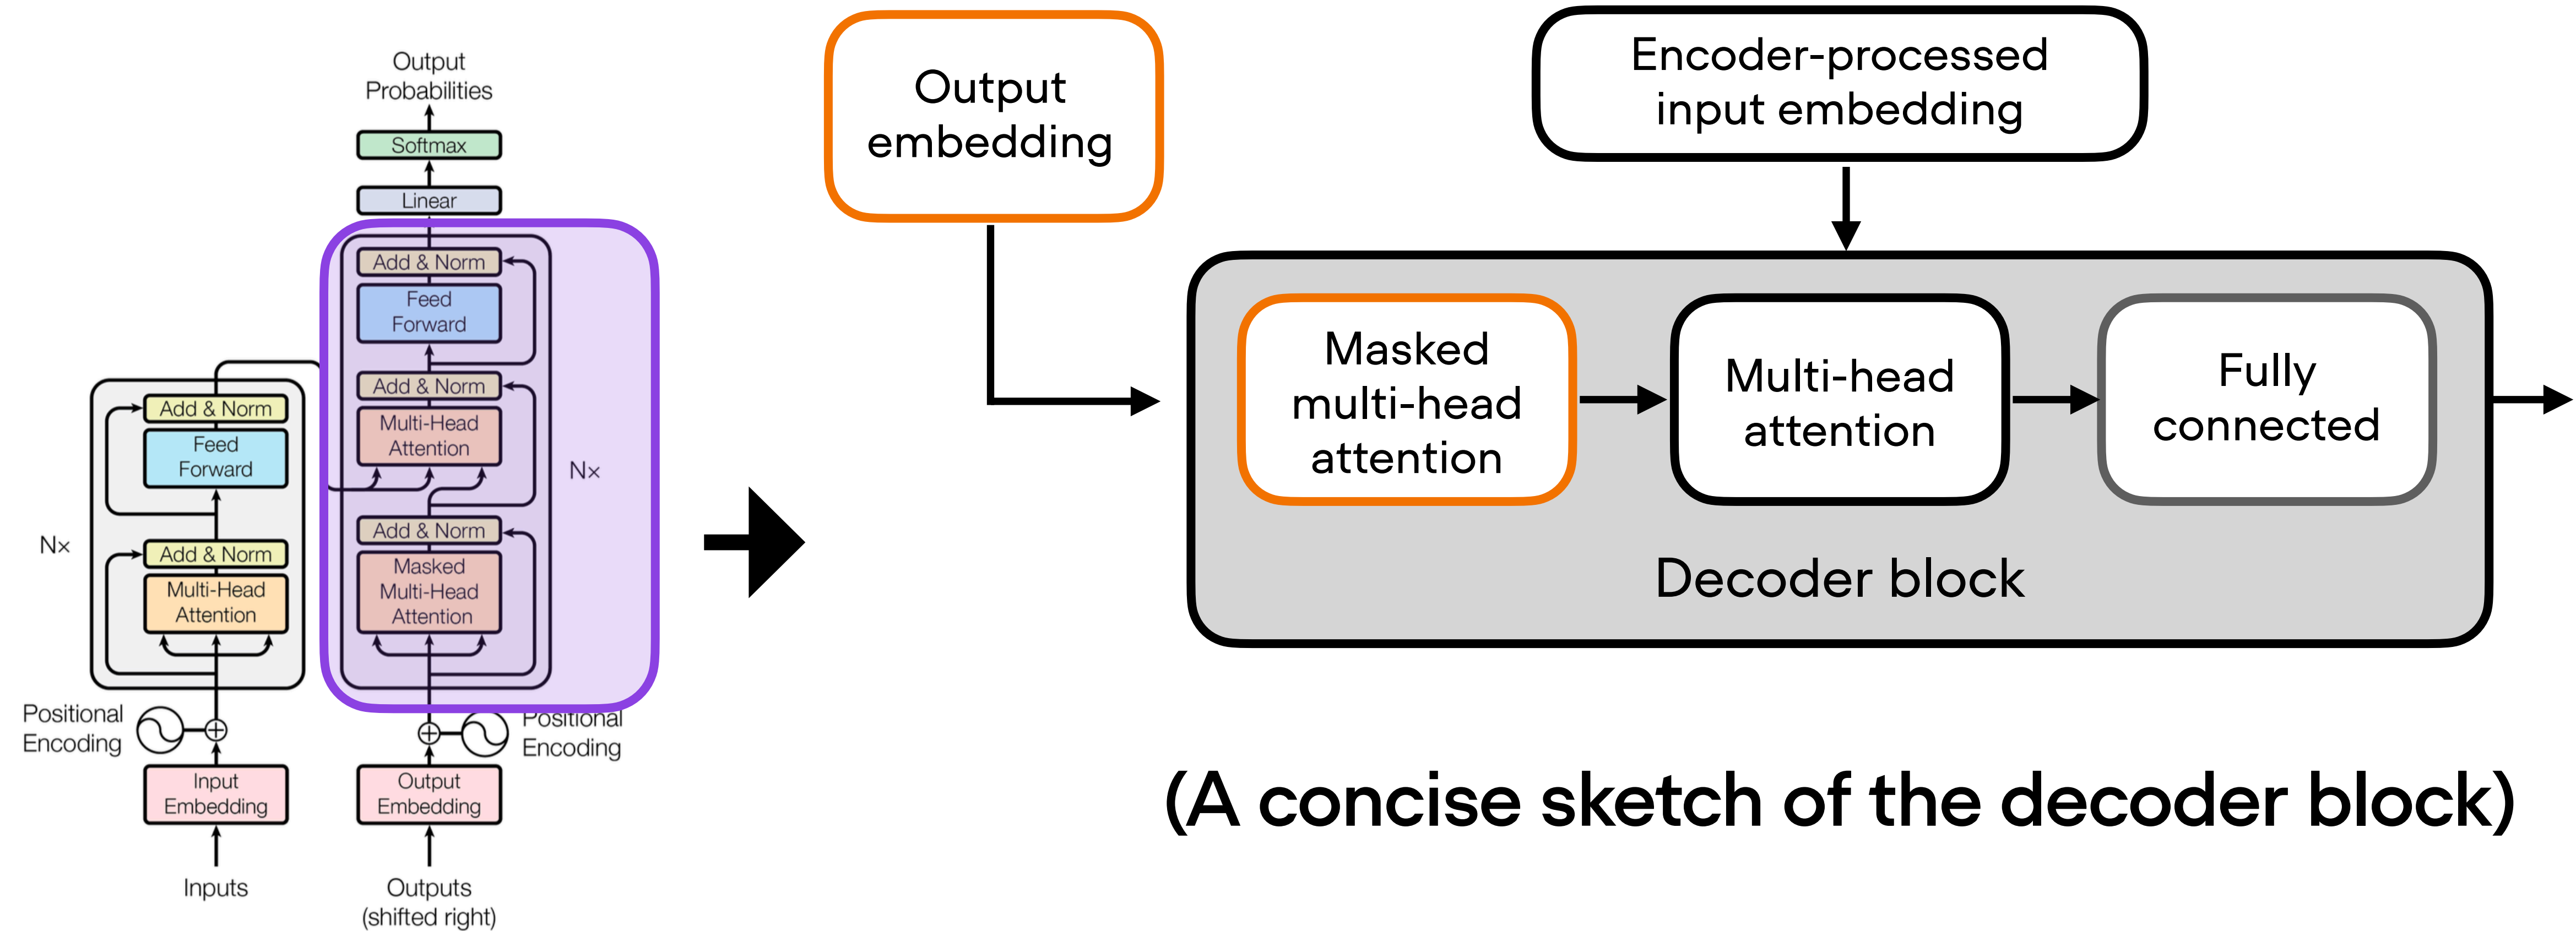 Output
Probabilities
Softmax
Linear
Add & Norm
Feed
Forward
Add & Norm
Multi-Head
Attention
Add & Norm
Masked
Multi-Head
Attention
N×
Add & Norm
Feed
Forward
Add & Norm
Multi-Head
Attention
N×
Positional
Encoding
Positional
Encoding
Input
Embedding
Output
Embedding
Inputs
Outputs
(shifted right)
Output
embedding
Encoder-processed
input embedding
Masked
multi-head
attention
Multi-head
attention
Fully
connected
Decoder block
(A concise sketch of the decoder block)